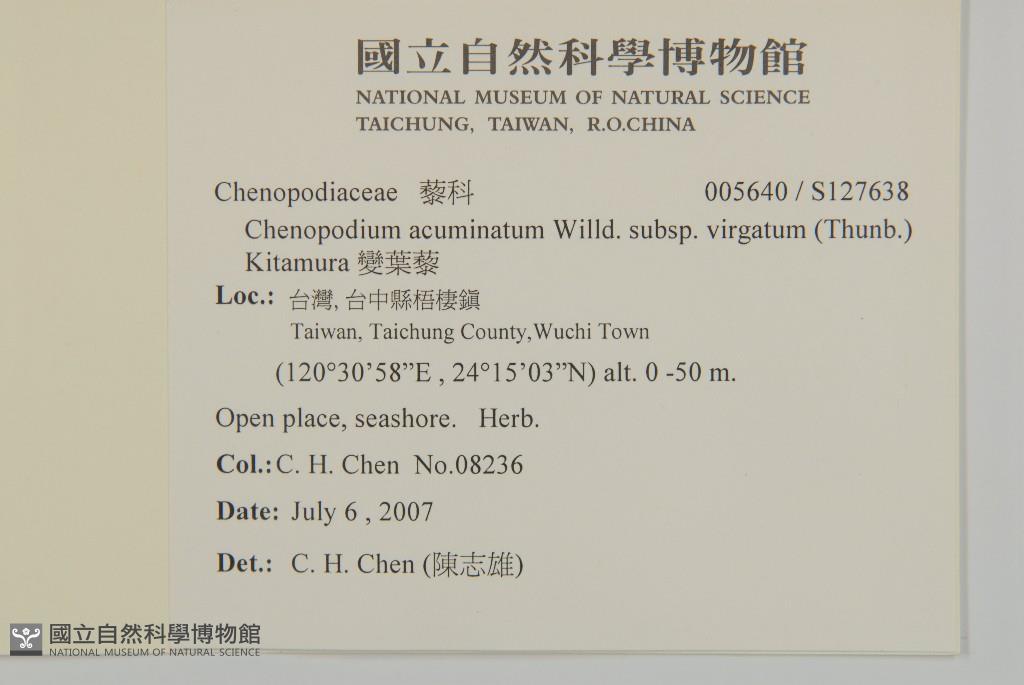 國立自然科學博物館
NATIONAL MUSEUM OF NATURAL SCIENCE
TAICHUNG, TAIWAN, R.O.CHINA
Chenopodiaceae 藜科 005640 / S127638
Chenopodium acuminatum Willd. subsp. virgatum (Thunb.)
Kitamura 變葉藜
Loc.: 台灣, 台中縣梧棲鎮
Taiwan, Taichung County,Wuchi Town
(120°30’58”E , 24°15’03”N) alt. 0 -50 m.
Open place, seashore. Herb.
Col.: C. H. Chen No.08236
Date: July 6 , 2007
Det.: C. H. Chen (陳志雄)
國立自然科學博物館
NATIONAL MUSEUM OF NATURAL SCIENCE